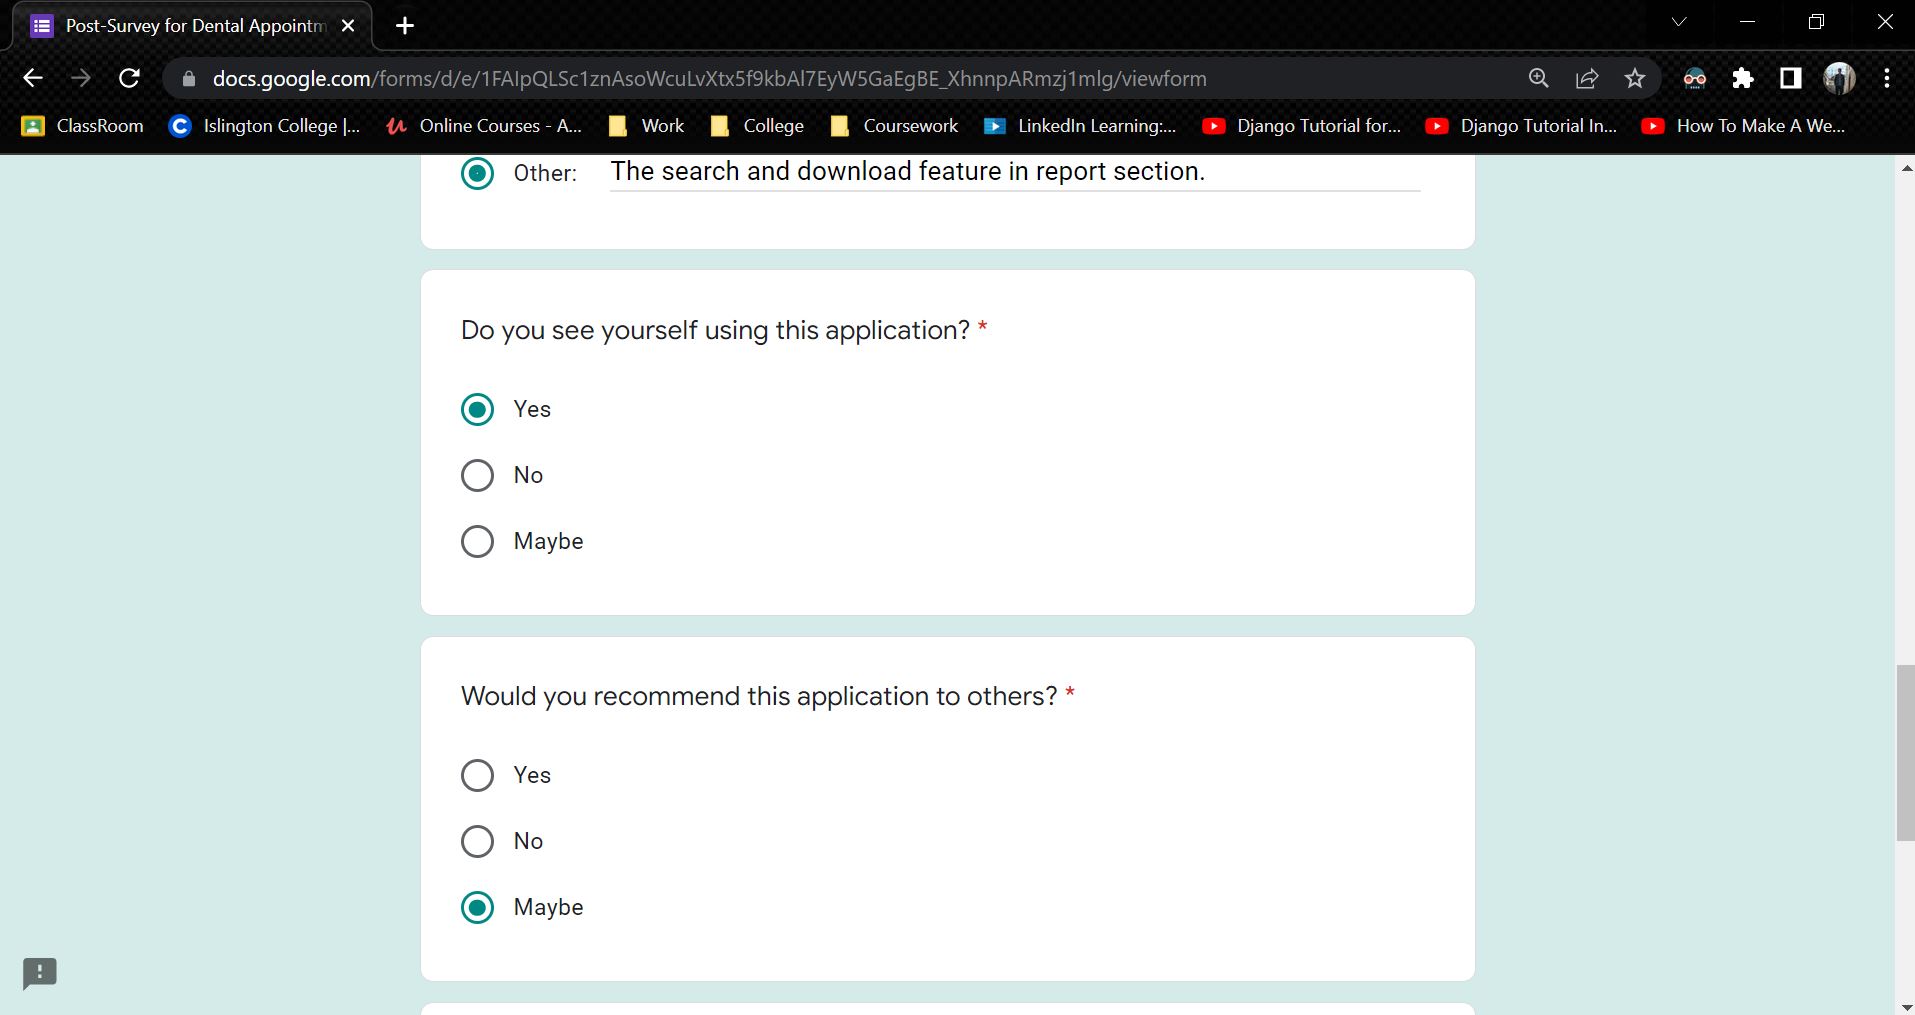 Post-Survey for Dental Appointm
docs.google.com/forms/d/e/1FAIpQLSc1znAsoWcuLvXtx5f9kbAl7EyW5GaEgBE_XhnnpARmzj1mlg/viewform
ClassRoom Islington College |... Online Courses - A... Work College Coursework LinkedIn Learning:... Django Tutorial for... Django Tutorial In... How To Make A We...
Other: The search and download feature in report section.
Do you see yourself using this application? *
Yes
No
Maybe
Would you recommend this application to others? *
Yes
No
Maybe